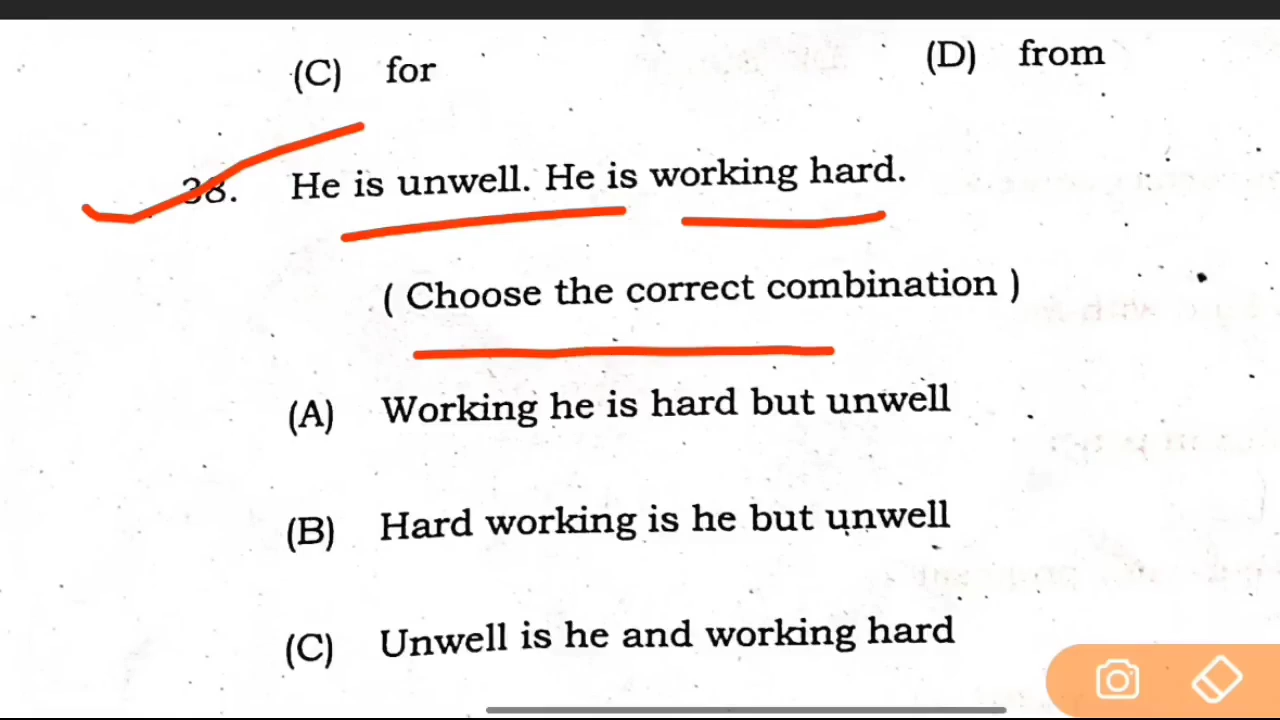 (C) for (D) from
38. He is unwell. He is working hard.
( Choose the correct combination )
(A) Working he is hard but unwell
(B) Hard working is he but unwell
(C) Unwell is he and working hard